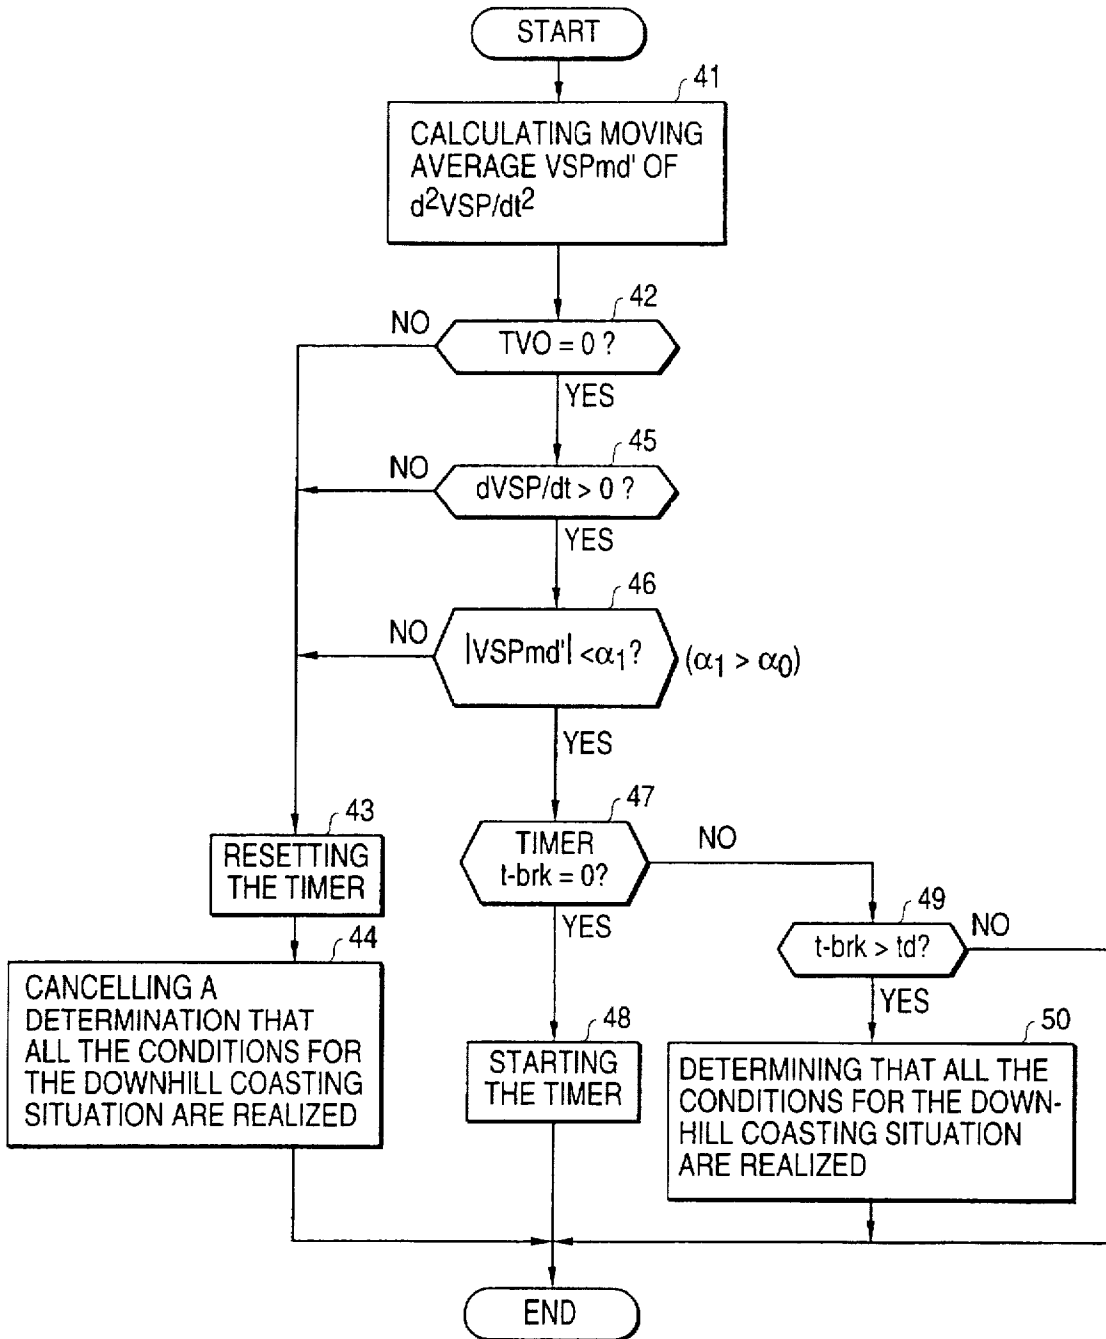 START
41
CALCULATING MOVING
AVERAGE VSPmd' OF
d²VSP/dt²
42
NO
TVO = 0 ?
YES
45
NO
dVSP/dt > 0 ?
YES
46
NO
|VSPmd'| <α₁?
(α₁ > α₀)
YES
47
TIMER
t-brk = 0?
NO
YES
43
RESETTING
THE TIMER
49
t-brk > td?
NO
YES
44
CANCELLING A
DETERMINATION THAT
ALL THE CONDITIONS FOR
THE DOWNHILL COASTING
SITUATION ARE REALIZED
48
STARTING
THE TIMER
50
DETERMINING THAT ALL THE
CONDITIONS FOR THE DOWN-
HILL COASTING SITUATION
ARE REALIZED
END